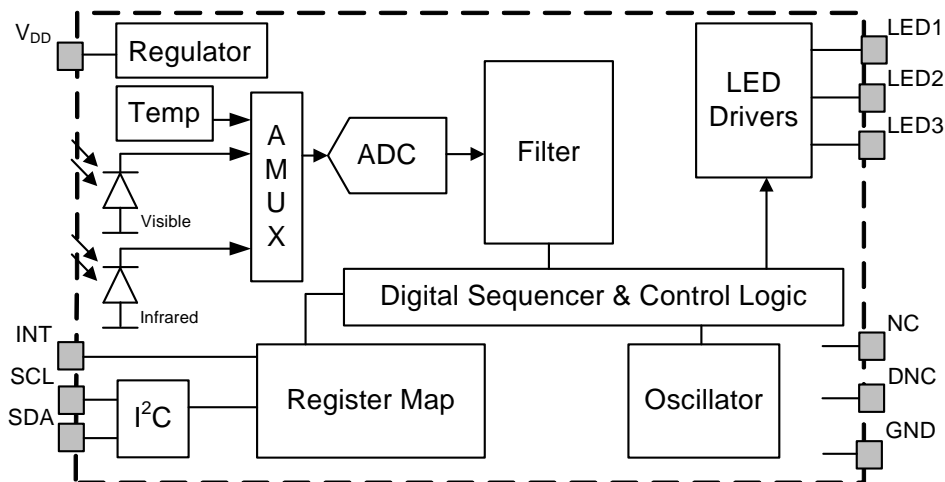 V_DD
Regulator
LED1
LED2
LED3
LED
Drivers
Temp
A
M
U
X
ADC
Filter
Visible
Infrared
Digital Sequencer & Control Logic
INT
SCL
SDA
I²C
Register Map
Oscillator
NC
DNC
GND